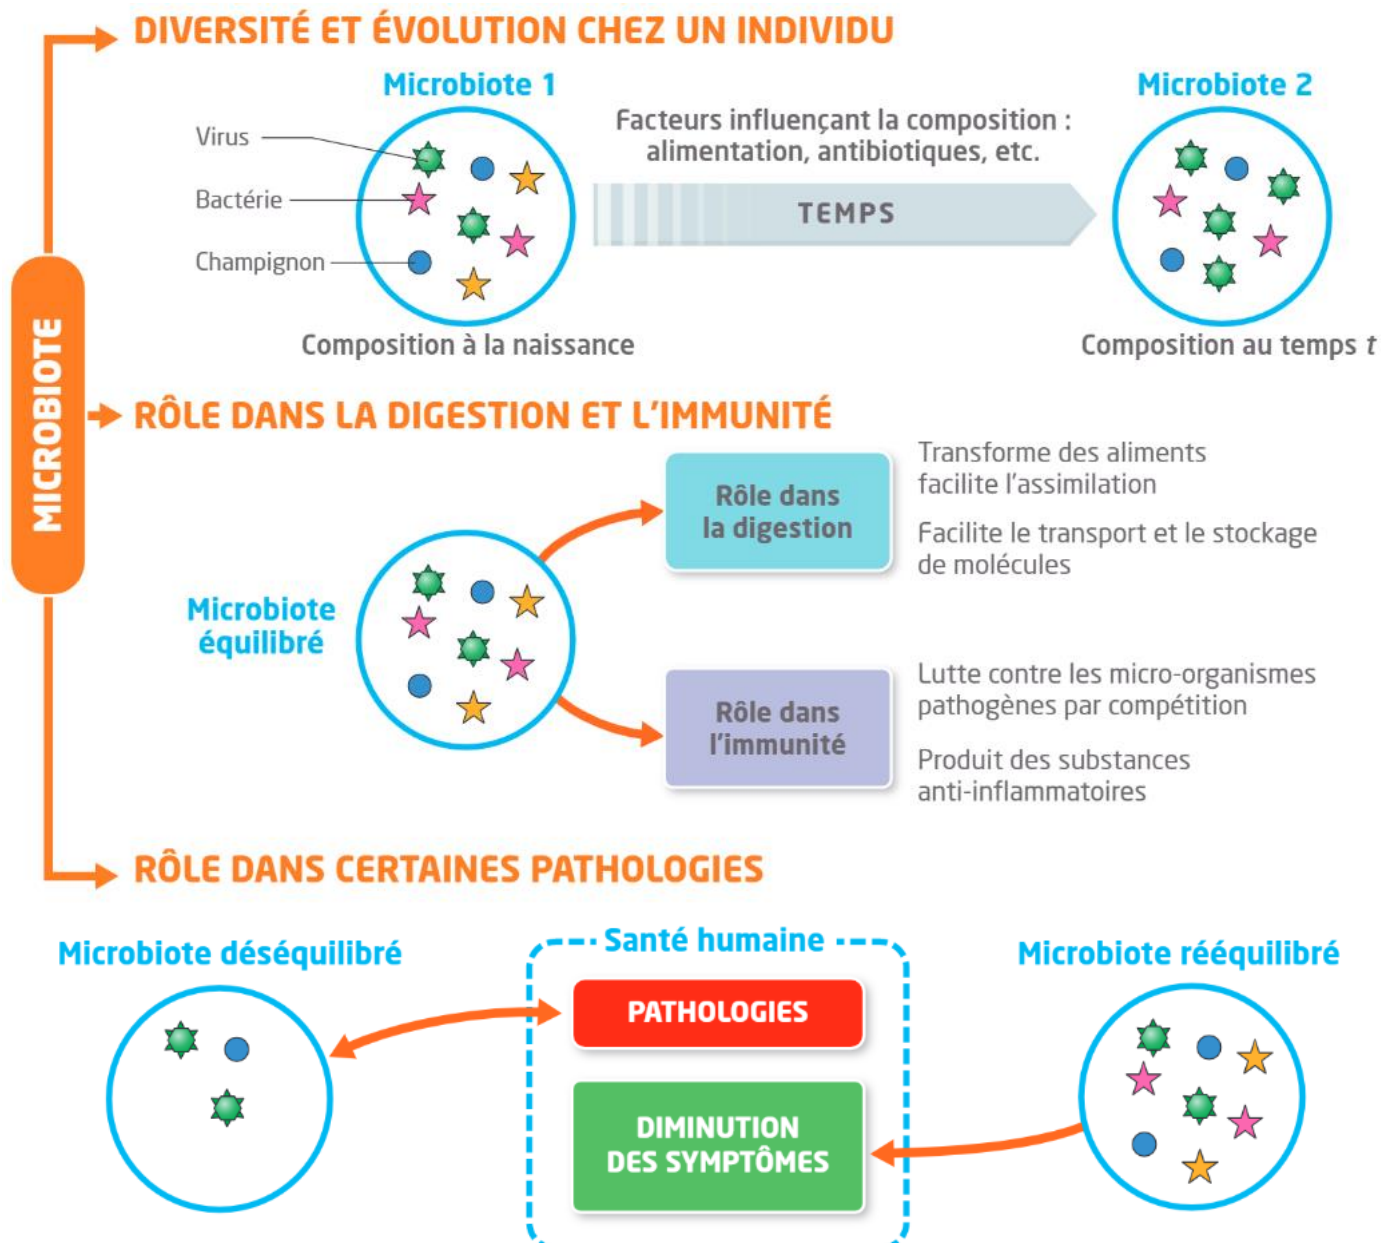 DIVERSITÉ ET ÉVOLUTION CHEZ UN INDIVIDU
Microbiote 1
Microbiote 2
Facteurs influençant la composition :
alimentation, antibiotiques, etc.
Virus
Bactérie
Champignon
TEMPS
Composition à la naissance
Composition au temps t
MICROBIOTE
RÔLE DANS LA DIGESTION ET L'IMMUNITÉ
Microbiote
équilibré
Rôle dans
la digestion
Transforme des aliments
facilite l'assimilation
Facilite le transport et le stockage
de molécules
Rôle dans
l'immunité
Lutte contre les micro-organismes
pathogènes par compétition
Produit des substances
anti-inflammatoires
RÔLE DANS CERTAINES PATHOLOGIES
Microbiote déséquilibré
Santé humaine
Microbiote rééquilibré
PATHOLOGIES
DIMINUTION
DES SYMPTÔMES